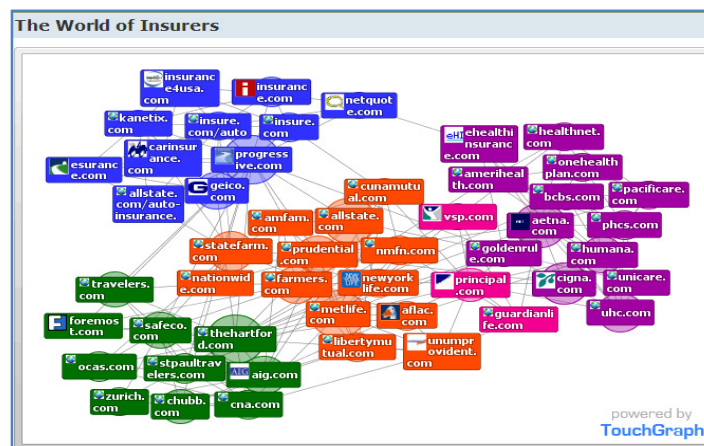 The World of Insurers
insuranc
e4usa.
com
insuranc
e.com
netquot
e.com
kanetix.
com
insure.
com/auto
insure.
com
carinsur
ance.
com
progress
ive.com
esuranc
e.com
allstate.
com/auto-
insurance.
geico.
com
ehealthi
nsuranc
e.com
healthnet.
com
amerihea
lth.com
onehealth
plan.com
bcbs.com
pacificare.
com
vsp.com
aetna.
com
phcs.com
goldenrul
e.com
humana.
com
principal
.com
cigna.
com
unicare.
com
guardianli
fe.com
uhc.com
cunamutu
al.com
amfam.
com
allstate.
com
statefarm.
com
prudential
.com
nmfn.com
nationwid
e.com
farmers.
com
NEW
YORK
LIFE
newyork
life.com
metlife.
com
aflac.
com
libertymu
tual.com
unumpr
ovident.
com
travelers.
com
foremos
t.com
safeco.
com
thehartfor
d.com
ocas.com
stpaultrav
elers.com
AIG
aig.com
zurich.
com
chubb.
com
cna.com
powered by
TouchGraph